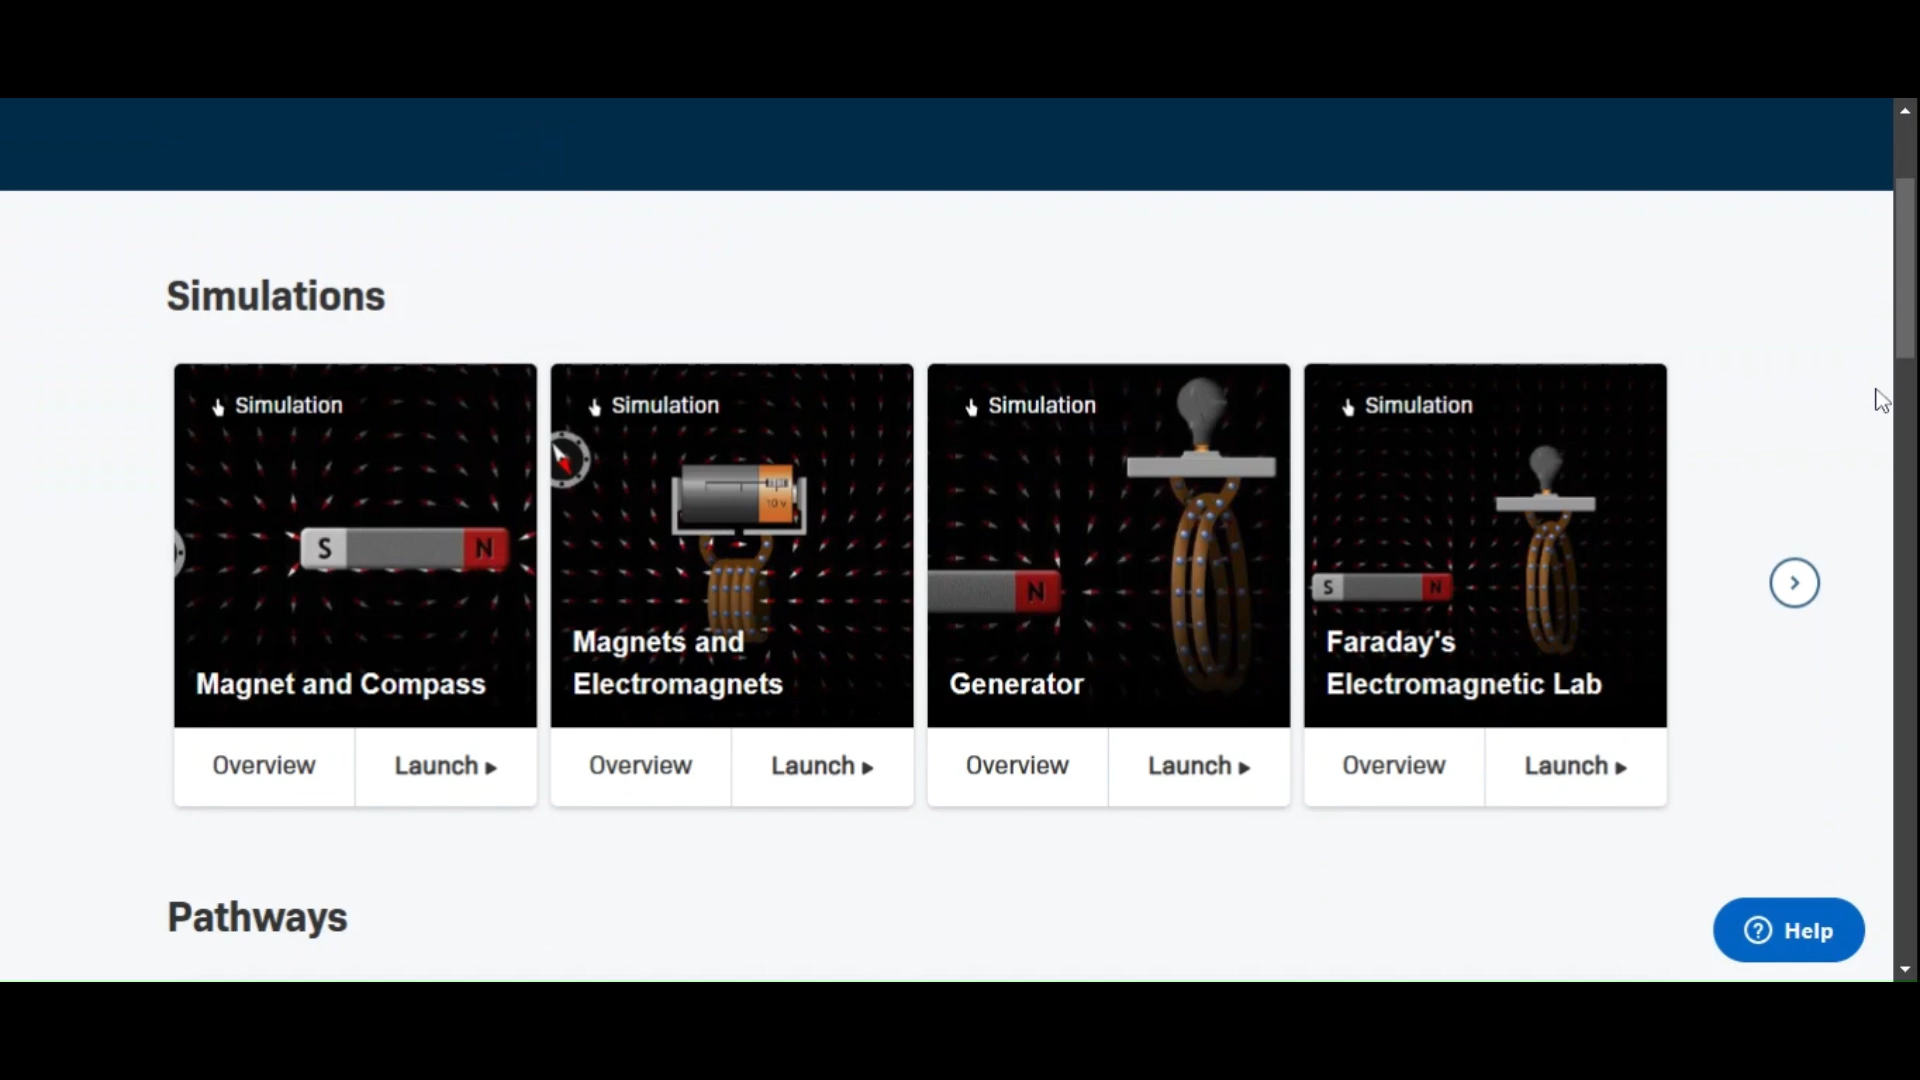 Simulations
Simulation
Simulation
Simulation
Simulation
S N
10 V
N
S N
Magnet and Compass
Magnets and
Electromagnets
Generator
Faraday's
Electromagnetic Lab
Overview Launch ▸
Overview Launch ▸
Overview Launch ▸
Overview Launch ▸
Pathways
? Help